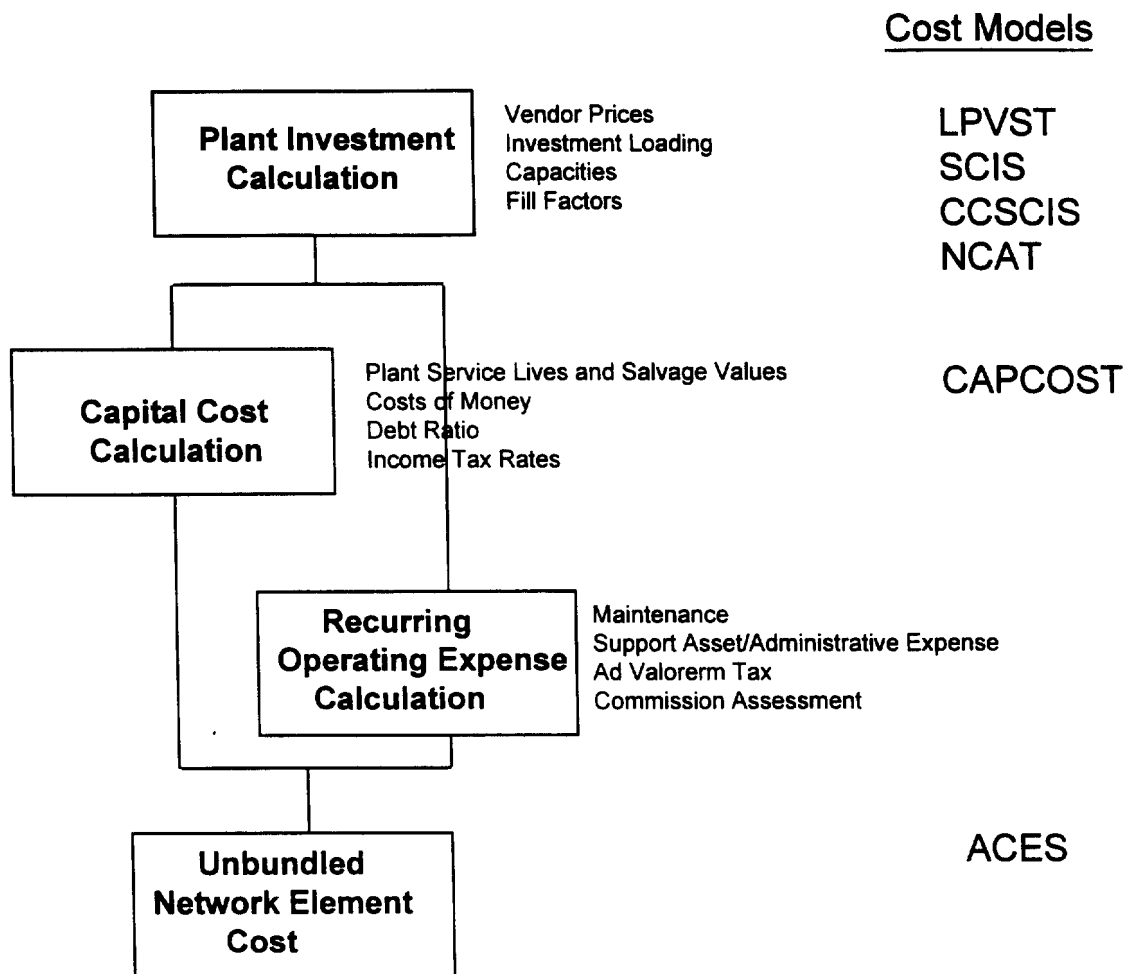 Cost Models
Plant Investment
Calculation
Vendor Prices
Investment Loading
Capacities
Fill Factors
LPVST
SCIS
CCSCIS
NCAT
Capital Cost
Calculation
Plant Service Lives and Salvage Values
Costs of Money
Debt Ratio
Income Tax Rates
CAPCOST
Recurring
Operating Expense
Calculation
Maintenance
Support Asset/Administrative Expense
Ad Valorerm Tax
Commission Assessment
Unbundled
Network Element
Cost
ACES